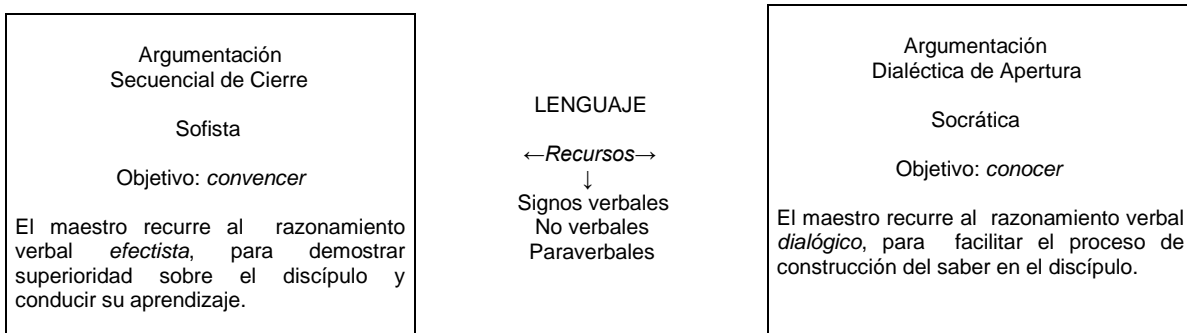 Argumentación
Secuencial de Cierre
Sofista
Objetivo: convencer
El maestro recurre al razonamiento
verbal efectista, para demostrar
superioridad sobre el discípulo y
conducir su aprendizaje.
LENGUAJE
←Recursos→
↓
Signos verbales
No verbales
Paraverbales
Argumentación
Dialéctica de Apertura
Socrática
Objetivo: conocer
El maestro recurre al razonamiento verbal
dialógico, para facilitar el proceso de
construcción del saber en el discípulo.